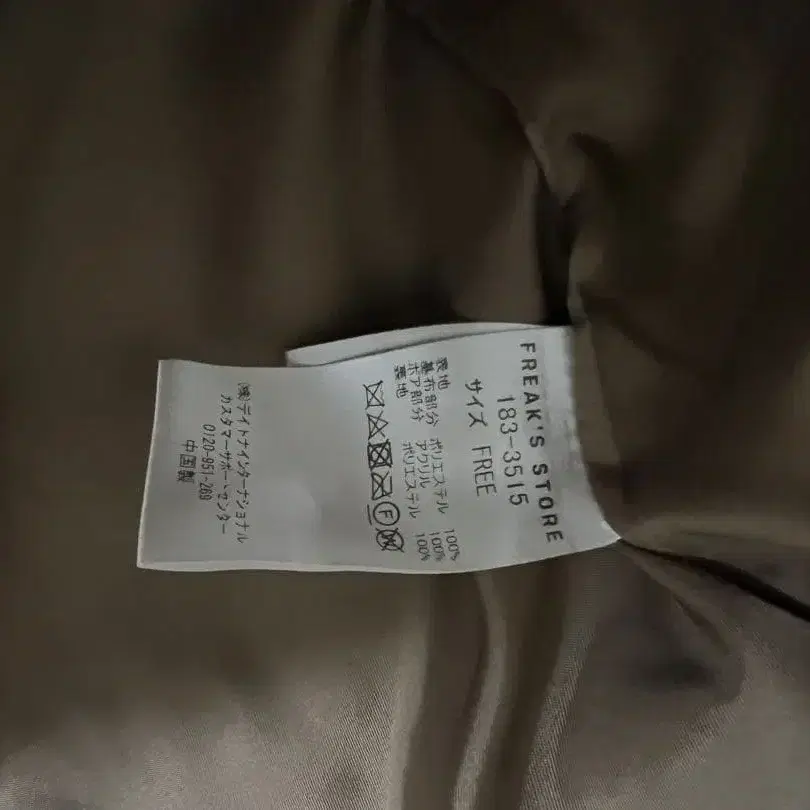 FREAK'S STORE
183-3515
サイズ FREE
表地
基布部分 ポリエステル 100%
ボア部分 アクリル 100%
裏地 ポリエステル 100%
F
W
(株)デイトナインターナショナル
カスタマーサポートセンター
0120-951-269
中国製